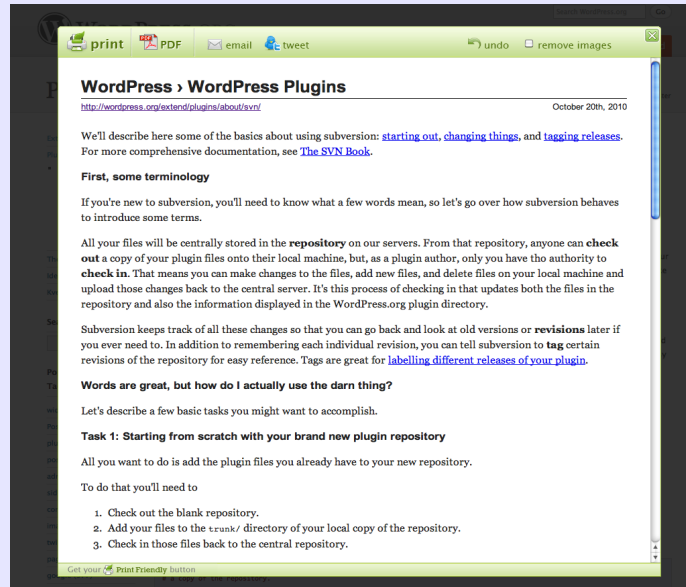 print PDF email tweet undo remove images
WordPress › WordPress Plugins
http://wordpress.org/extend/plugins/about/svn/ October 20th, 2010
We'll describe here some of the basics about using subversion: starting out, changing things, and tagging releases.
For more comprehensive documentation, see The SVN Book.
First, some terminology
If you're new to subversion, you'll need to know what a few words mean, so let's go over how subversion behaves
to introduce some terms.
All your files will be centrally stored in the repository on our servers. From that repository, anyone can check
out a copy of your plugin files onto their local machine, but, as a plugin author, only you have tho authority to
check in. That means you can make changes to the files, add new files, and delete files on your local machine and
upload those changes back to the central server. It's this process of checking in that updates both the files in the
repository and also the information displayed in the WordPress.org plugin directory.
Subversion keeps track of all these changes so that you can go back and look at old versions or revisions later if
you ever need to. In addition to remembering each individual revision, you can tell subversion to tag certain
revisions of the repository for easy reference. Tags are great for labelling different releases of your plugin.
Words are great, but how do I actually use the darn thing?
Let's describe a few basic tasks you might want to accomplish.
Task 1: Starting from scratch with your brand new plugin repository
All you want to do is add the plugin files you already have to your new repository.
To do that you'll need to
1. Check out the blank repository.
2. Add your files to the trunk/ directory of your local copy of the repository.
3. Check in those files back to the central repository.
Get your Print Friendly button